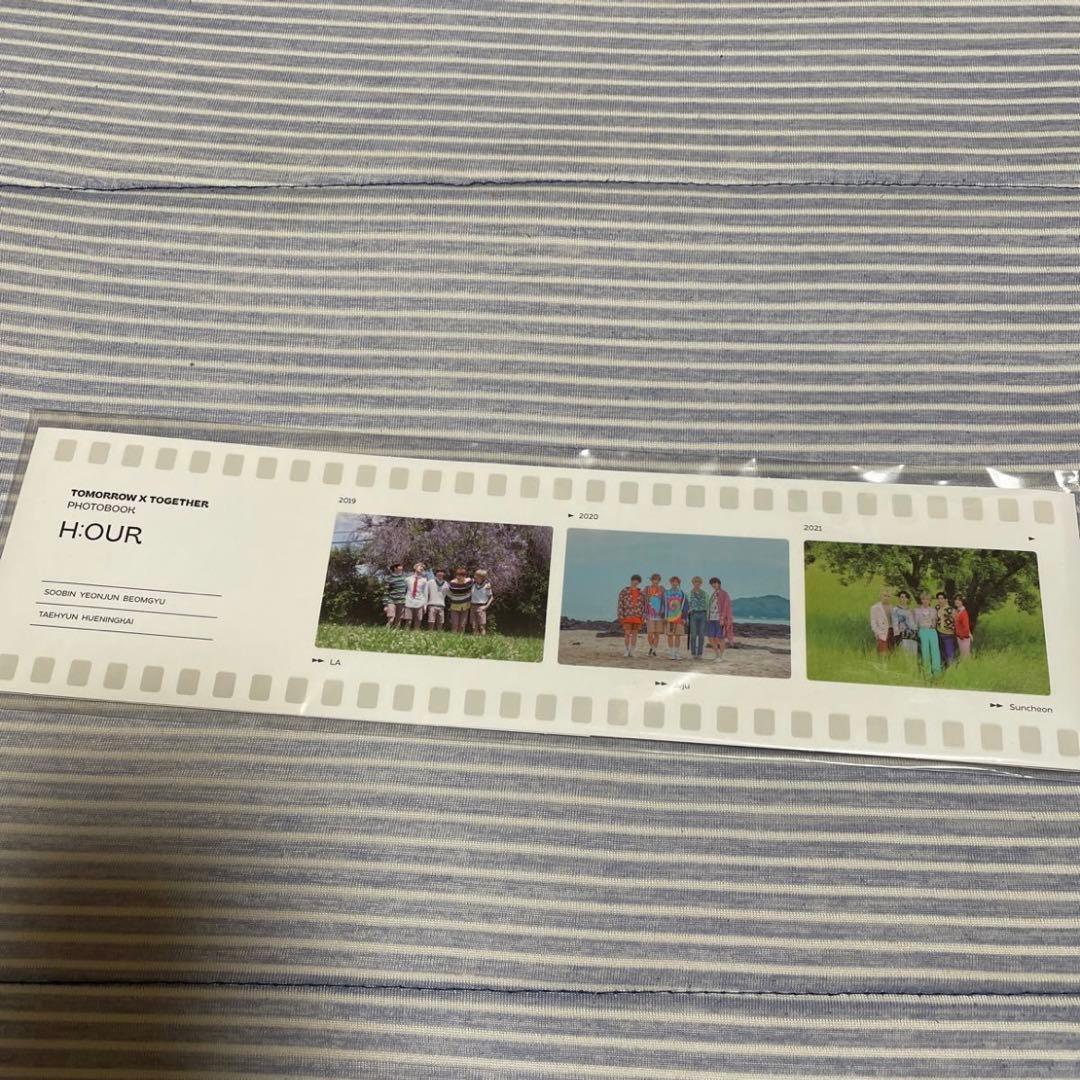 TOMORROW X TOGETHER
PHOTOBOOK
H:OUR
SOOBIN YEONJUN BEOMGYU
TAEHYUN HUENINGKAI
2019
LA
2020
2021
Suncheon